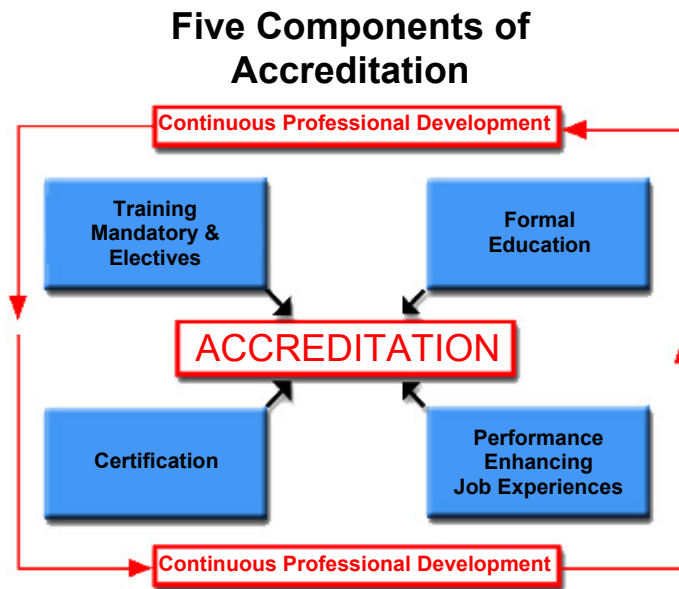 Five Components of
Accreditation
Continuous Professional Development
Training
Mandatory &
Electives
Formal
Education
ACCREDITATION
Certification
Performance
Enhancing
Job Experiences
Continuous Professional Development